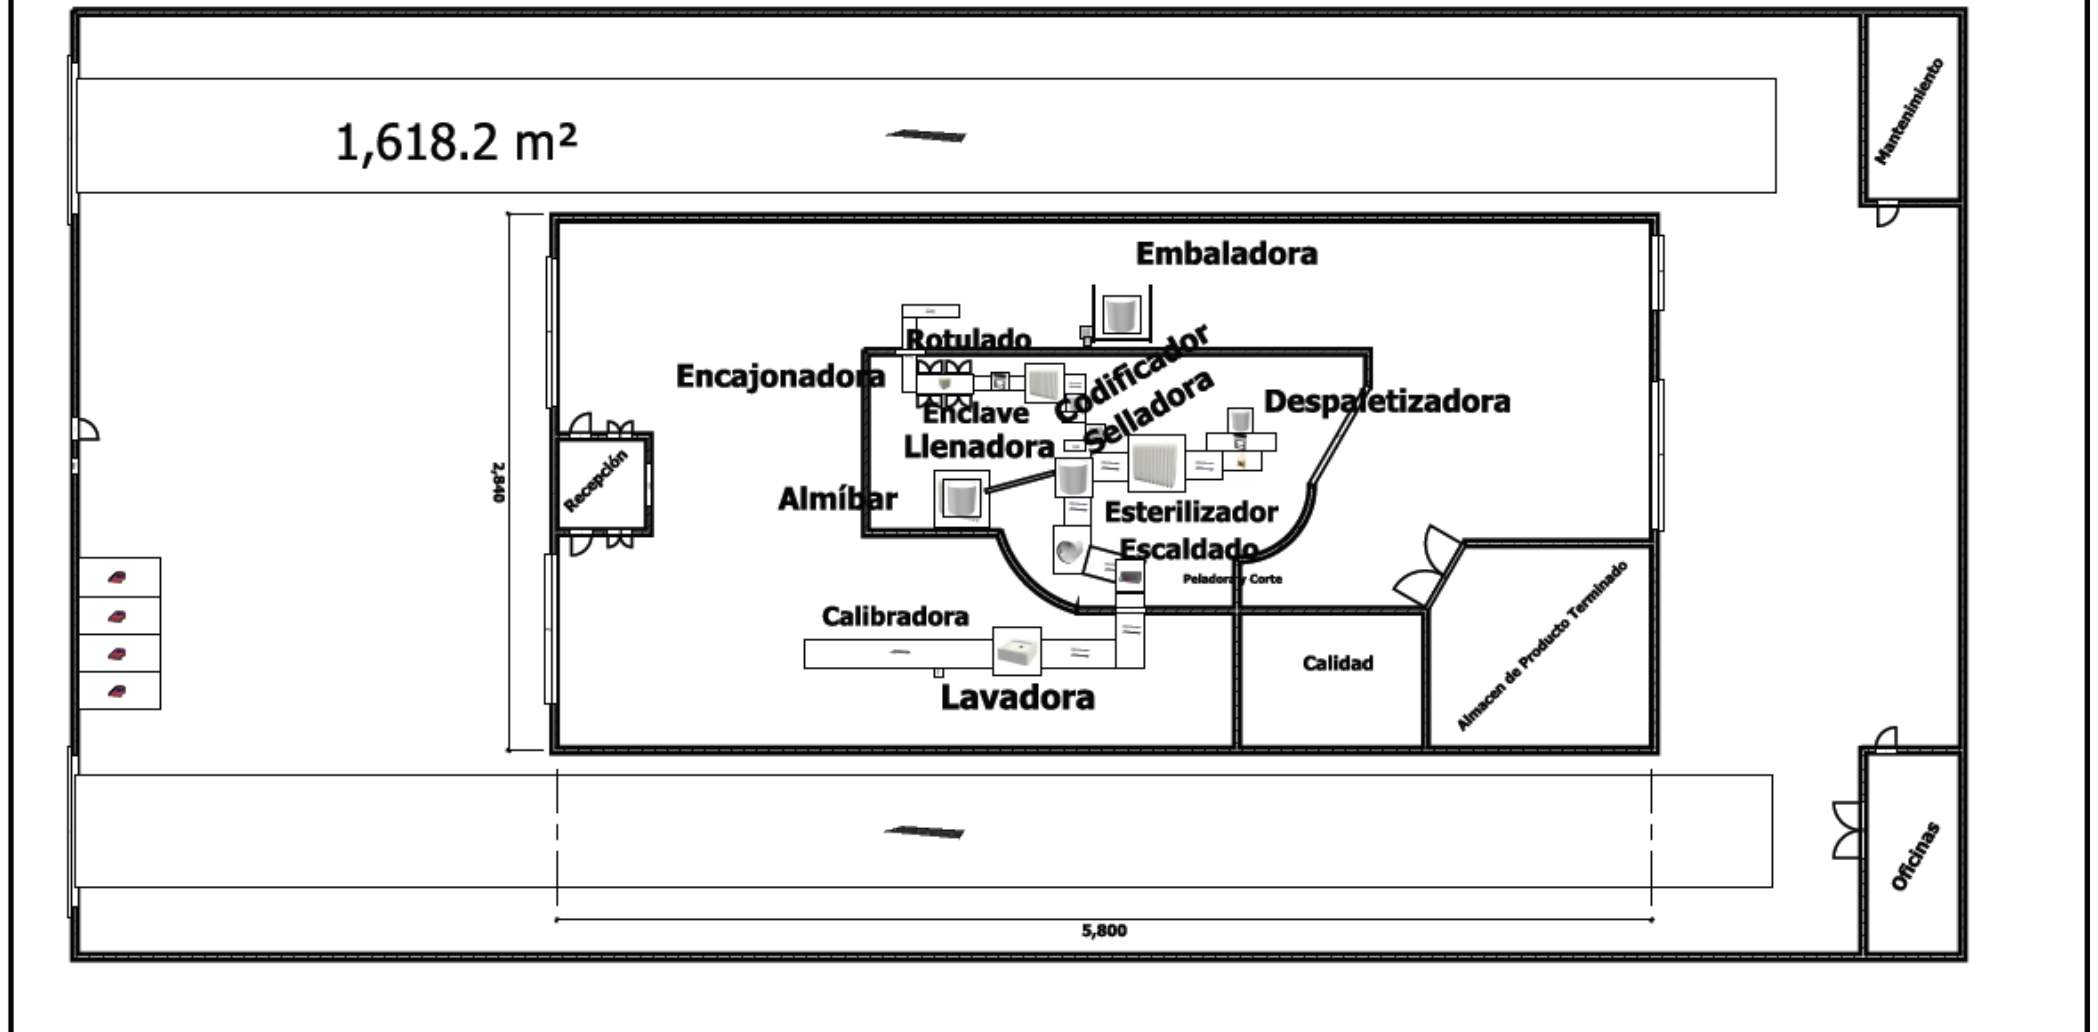 Mantenimiento
1,618.2 m²
Embaladora
Rotulado
Codificador
Encajonadora
Selladora
Despaletizadora
Enclave
Llenadora
Recepción
2,840
Almíbar
Esterilizador
Escaldado
Peladora y Corte
Calibradora
Almacen de Producto Terminado
Calidad
Lavadora
Oficinas
5,800